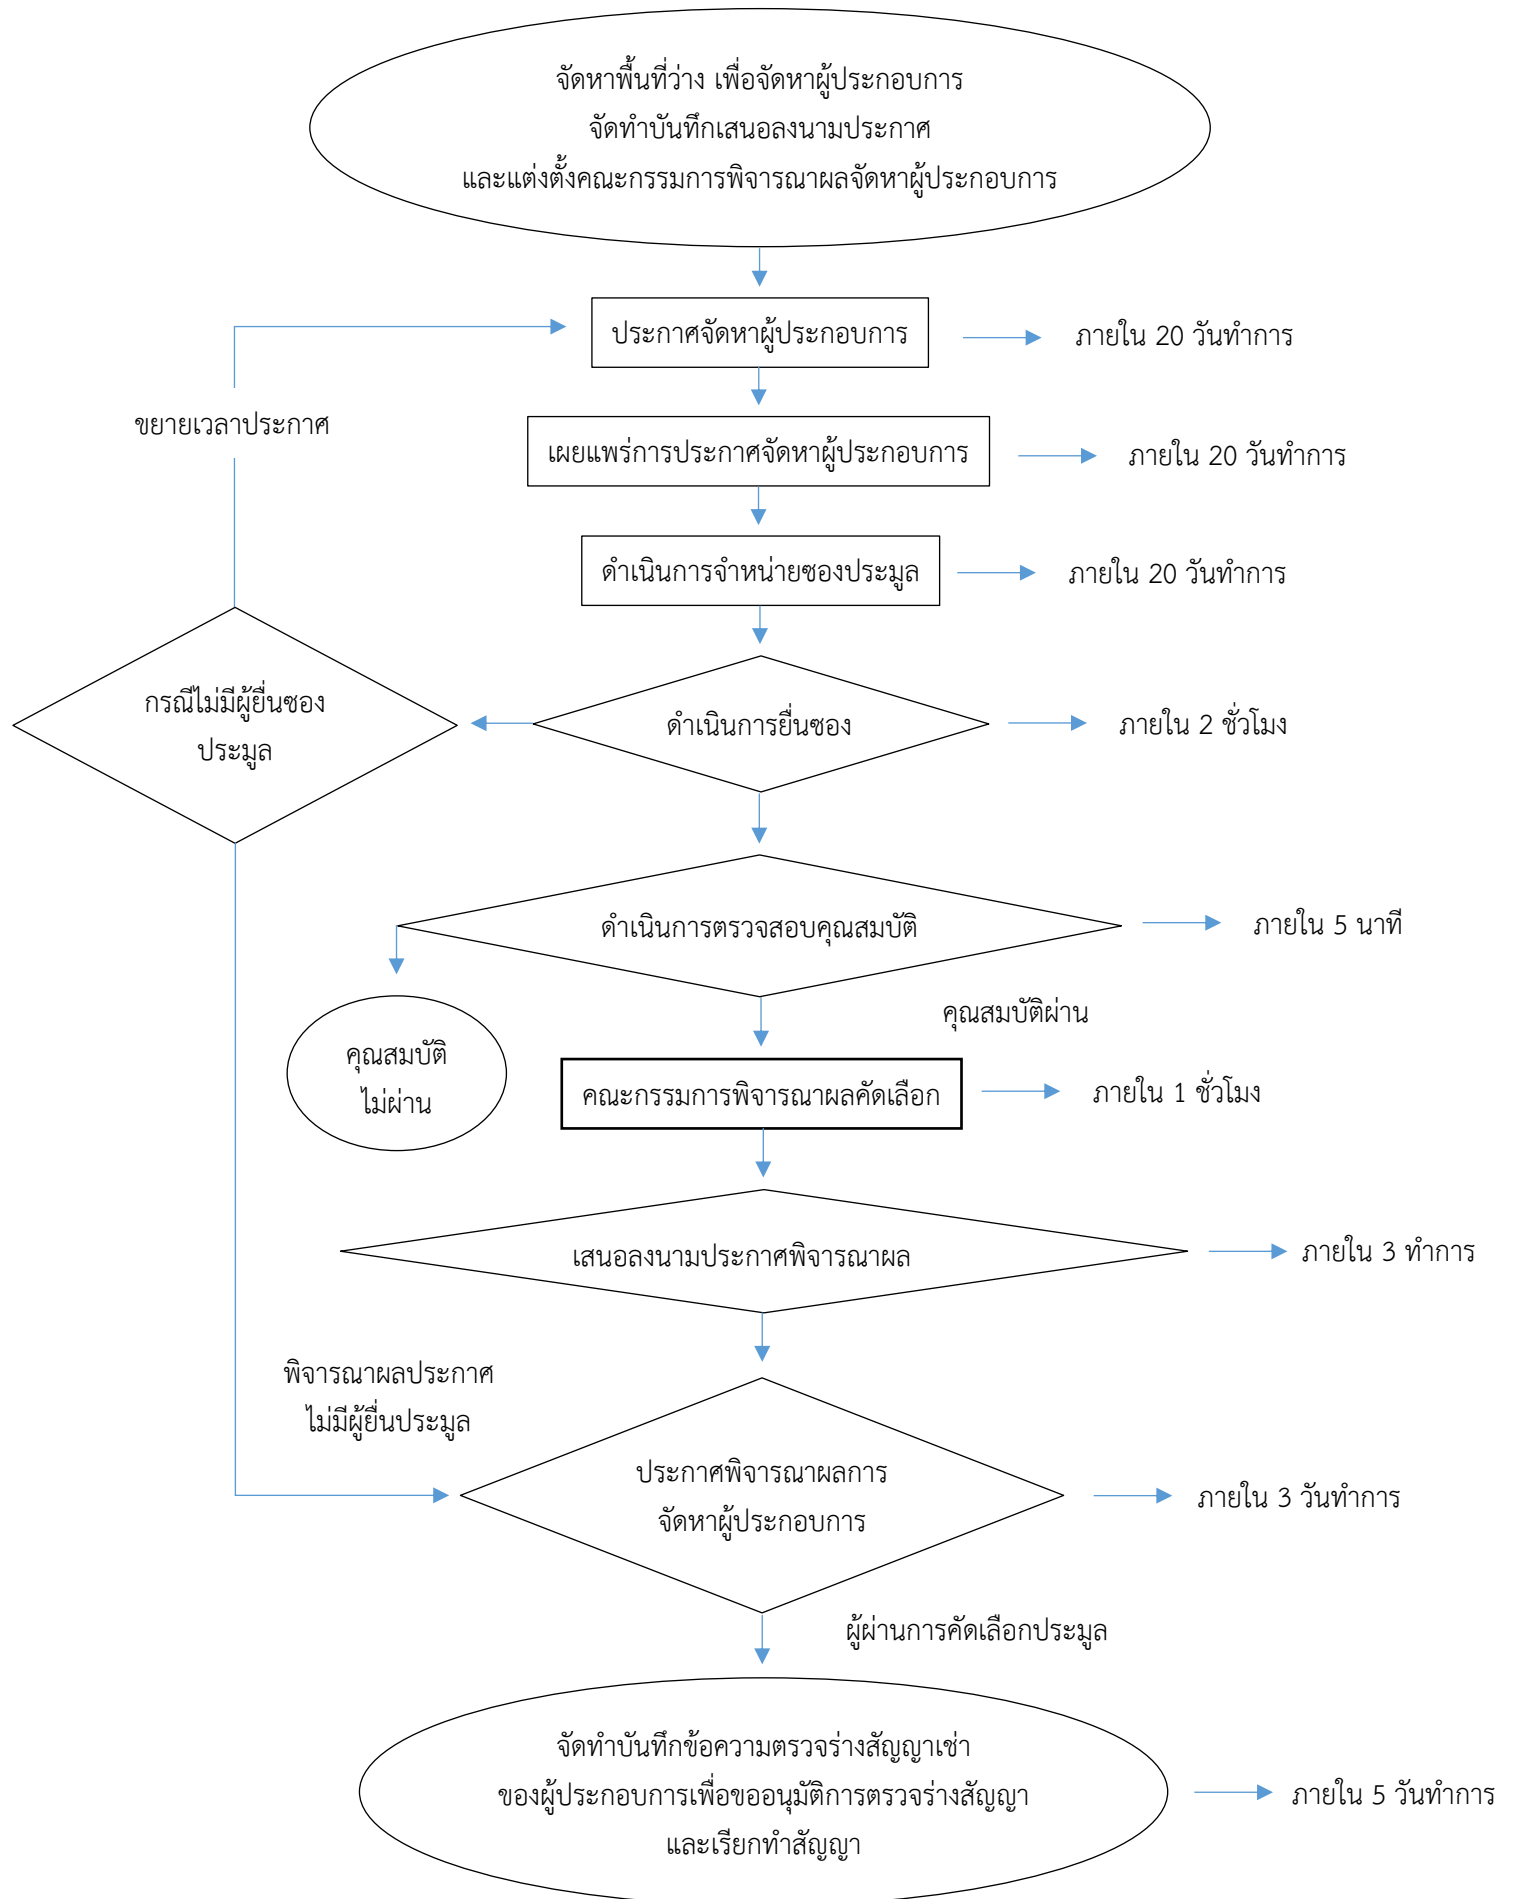 จัดหาพื้นที่ว่าง เพื่อจัดหาผู้ประกอบการ
จัดทำบันทึกเสนอลงนามประกาศ
และแต่งตั้งคณะกรรมการพิจารณาผลจัดหาผู้ประกอบการ
ประกาศจัดหาผู้ประกอบการ
ภายใน 20 วันทำการ
ขยายเวลาประกาศ
เผยแพร่การประกาศจัดหาผู้ประกอบการ
ภายใน 20 วันทำการ
ดำเนินการจำหน่ายซองประมูล
ภายใน 20 วันทำการ
กรณีไม่มีผู้ยื่นซอง
ประมูล
ดำเนินการยื่นซอง
ภายใน 2 ชั่วโมง
ดำเนินการตรวจสอบคุณสมบัติ
ภายใน 5 นาที
คุณสมบัติผ่าน
คุณสมบัติ
ไม่ผ่าน
คณะกรรมการพิจารณาผลคัดเลือก
ภายใน 1 ชั่วโมง
เสนอลงนามประกาศพิจารณาผล
ภายใน 3 ทำการ
พิจารณาผลประกาศ
ไม่มีผู้ยื่นประมูล
ประกาศพิจารณาผลการ
จัดหาผู้ประกอบการ
ภายใน 3 วันทำการ
ผู้ผ่านการคัดเลือกประมูล
จัดทำบันทึกข้อความตรวจร่างสัญญาเช่า
ของผู้ประกอบการเพื่อขออนุมัติการตรวจร่างสัญญา
และเรียกทำสัญญา
ภายใน 5 วันทำการ